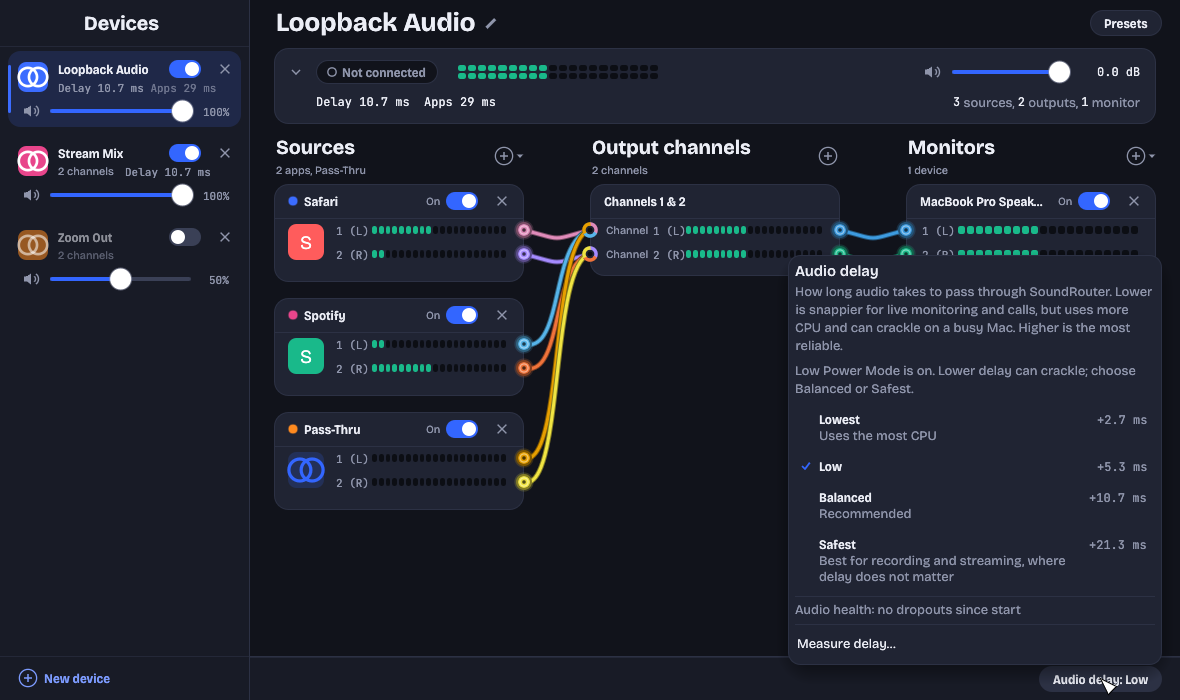 Devices
Loopback Audio
Delay 10.7 ms Apps 29 ms
100%
Stream Mix
2 channels Delay 10.7 ms
100%
Zoom Out
2 channels
50%
New device
Loopback Audio
Presets
Not connected
0.0 dB
Delay 10.7 ms Apps 29 ms
3 sources, 2 outputs, 1 monitor
Sources
2 apps, Pass-Thru
Safari
On
S
1 (L)
2 (R)
Spotify
On
S
1 (L)
2 (R)
Pass-Thru
On
1 (L)
2 (R)
Output channels
2 channels
Channels 1 & 2
Channel 1 (L)
Channel 2 (R)
Monitors
1 device
MacBook Pro Speak...
On
1 (L)
2 (R)
Audio delay
How long audio takes to pass through SoundRouter. Lower
is snappier for live monitoring and calls, but uses more
CPU and can crackle on a busy Mac. Higher is the most
reliable.
Low Power Mode is on. Lower delay can crackle; choose
Balanced or Safest.
Lowest +2.7 ms
Uses the most CPU
Low +5.3 ms
Balanced +10.7 ms
Recommended
Safest +21.3 ms
Best for recording and streaming, where
delay does not matter
Audio health: no dropouts since start
Measure delay...
Audio delay: Low